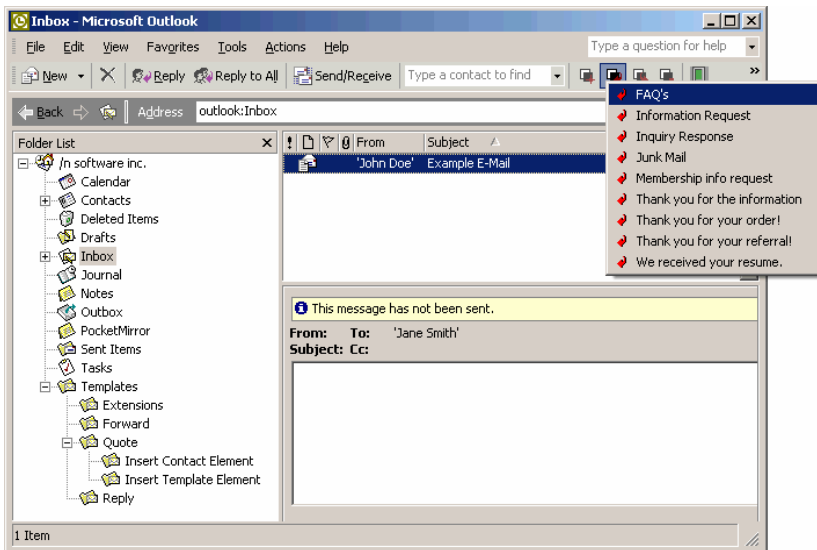 Inbox - Microsoft Outlook
File Edit View Favorites Tools Actions Help Type a question for help
New Reply Reply to All Send/Receive Type a contact to find »
Back Address outlook:Inbox
FAQ's
Information Request
Inquiry Response
Junk Mail
Membership info request
Thank you for the information
Thank you for your order!
Thank you for your referral!
We received your resume.
Folder List
/n software inc.
Calendar
Contacts
Deleted Items
Drafts
Inbox
Journal
Notes
Outbox
PocketMirror
Sent Items
Tasks
Templates
Extensions
Forward
Quote
Insert Contact Element
Insert Template Element
Reply
From Subject
'John Doe' Example E-Mail
This message has not been sent.
From: To: 'Jane Smith'
Subject: Cc:
1 Item